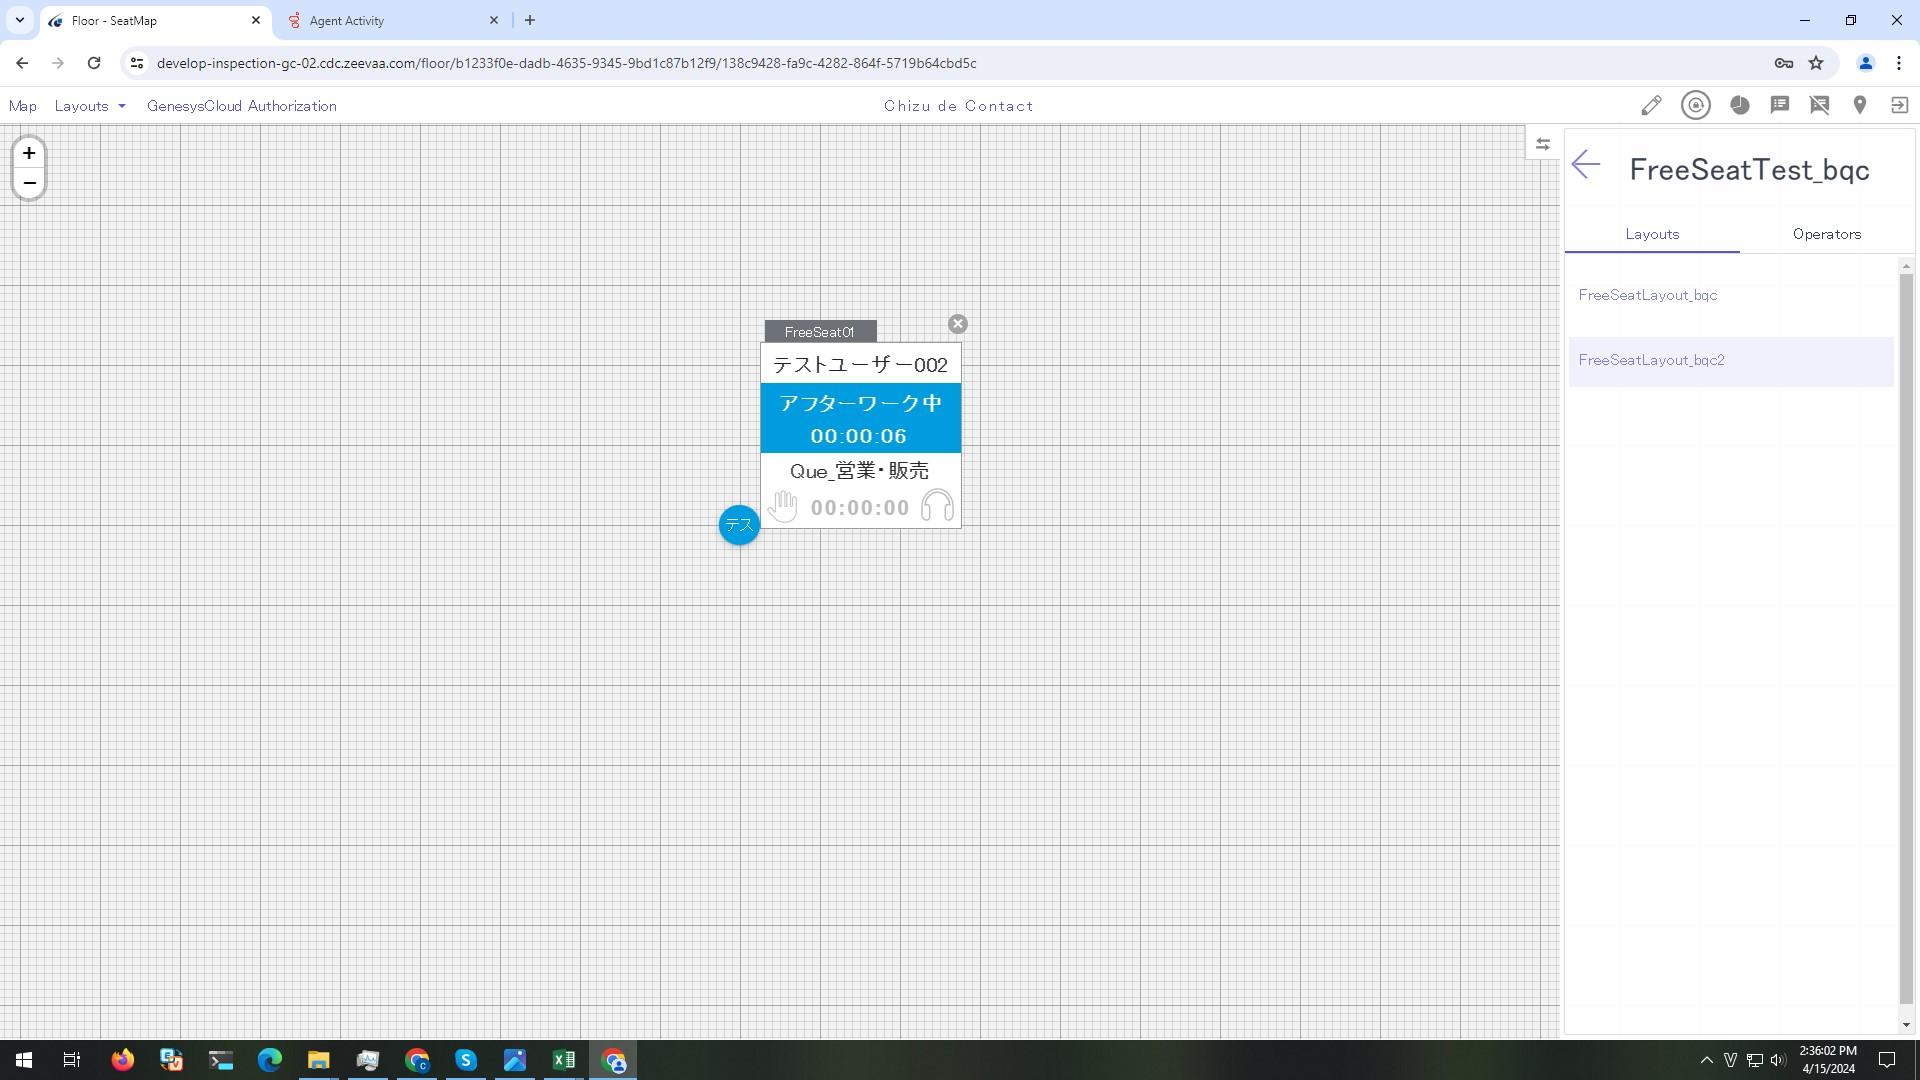 Floor - SeatMap
Agent Activity
develop-inspection-gc-02.cdc.zeevaa.com/floor/b1233f0e-dadb-4635-9345-9bd1c87b12f9/138c9428-fa9c-4282-864f-5719b64cbd5c
Map Layouts GenesysCloud Authorization Chizu de Contact
+
−
FreeSeatTest_bqc
Layouts Operators
FreeSeatLayout_bqc
FreeSeatLayout_bqc2
FreeSeat01
テストユーザー002
アフターワーク中
00:00:06
Que_営業・販売
00:00:00
テス
2:36:02 PM
4/15/2024